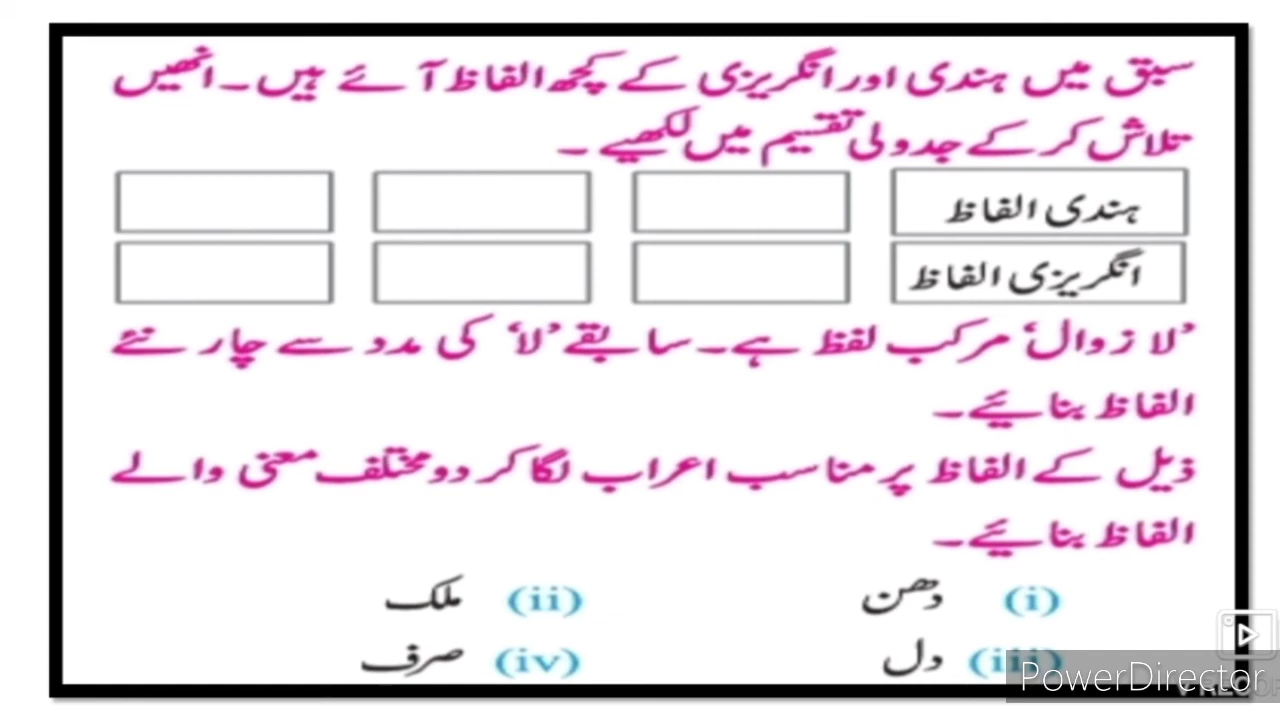 سبق میں ہندی اور انگریزی کے کچھ الفاظ آئے ہیں۔ انھیں
تلاش کر کے جدولی تقسیم میں لکھیے ۔
ہندی الفاظ
انگریزی الفاظ
’لا زوال‘ مرکب لفظ ہے۔ سابقے ’لا‘ کی مدد سے چار نئے
الفاظ بنائیے۔
ذیل کے الفاظ پر مناسب اعراب لگا کر دو مختلف معنی والے
الفاظ بنائیے۔
(i) دھن (ii) ملک
(iii) دل (iv) صرف
PowerDirector